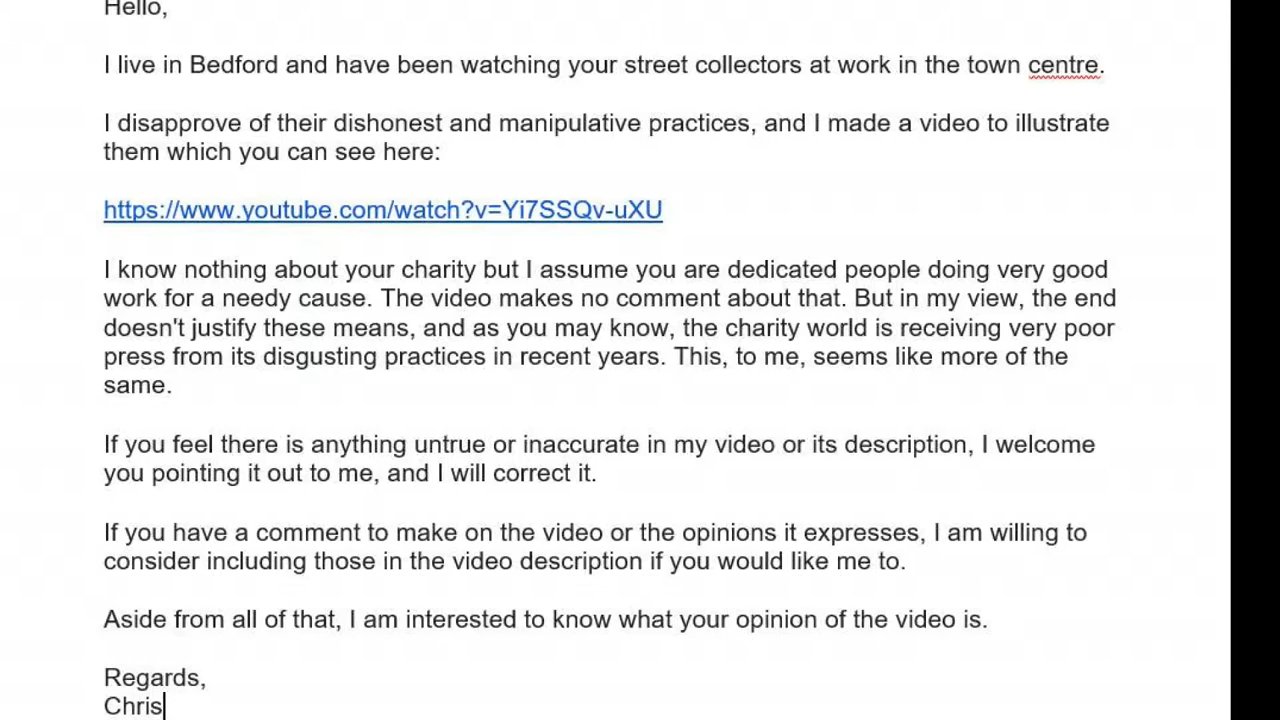 Hello,
I live in Bedford and have been watching your street collectors at work in the town centre.
I disapprove of their dishonest and manipulative practices, and I made a video to illustrate
them which you can see here:
https://www.youtube.com/watch?v=Yi7SSQv-uXU
I know nothing about your charity but I assume you are dedicated people doing very good
work for a needy cause. The video makes no comment about that. But in my view, the end
doesn't justify these means, and as you may know, the charity world is receiving very poor
press from its disgusting practices in recent years. This, to me, seems like more of the
same.
If you feel there is anything untrue or inaccurate in my video or its description, I welcome
you pointing it out to me, and I will correct it.
If you have a comment to make on the video or the opinions it expresses, I am willing to
consider including those in the video description if you would like me to.
Aside from all of that, I am interested to know what your opinion of the video is.
Regards,
Chris